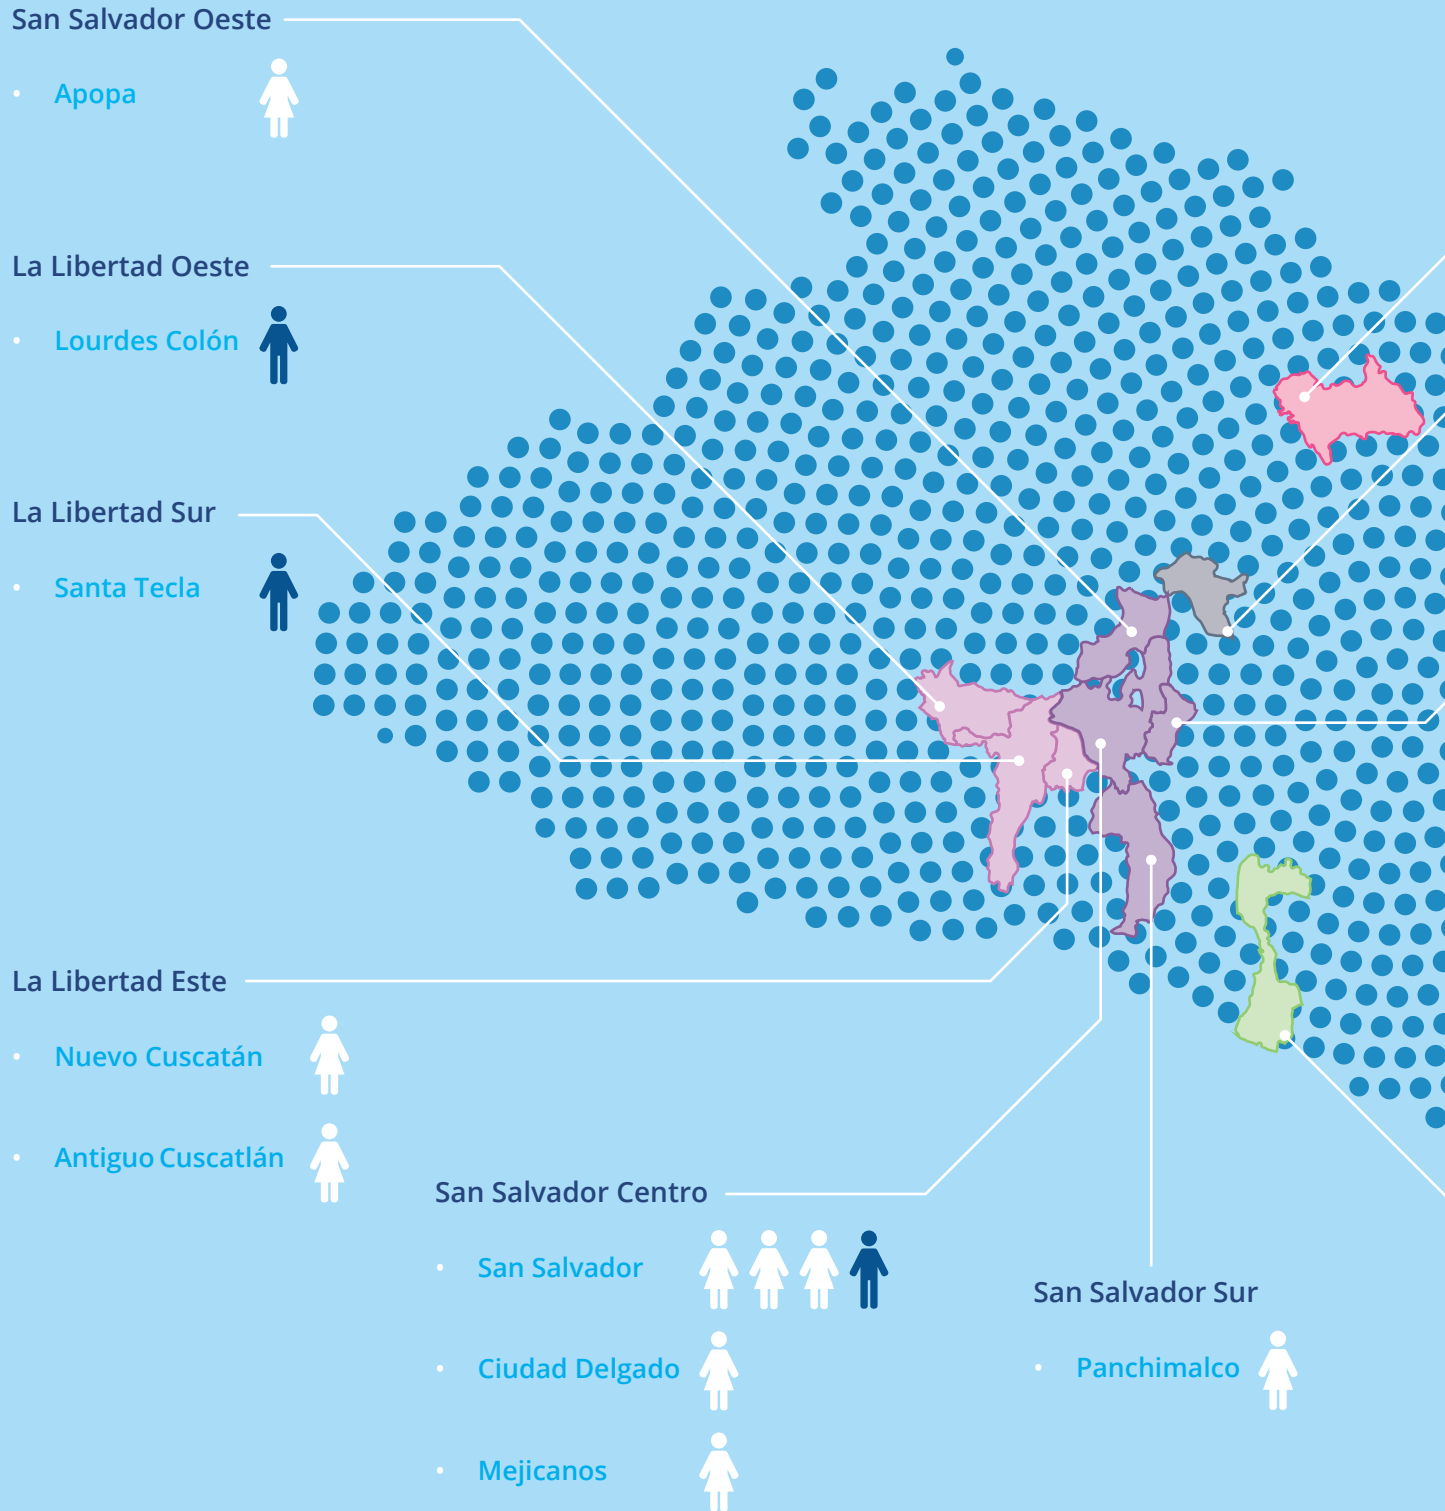 San Salvador Oeste
• Apopa
La Libertad Oeste
• Lourdes Colón
La Libertad Sur
• Santa Tecla
La Libertad Este
• Nuevo Cuscatán
• Antiguo Cuscatlán
San Salvador Centro
• San Salvador
• Ciudad Delgado
• Mejicanos
San Salvador Sur
• Panchimalco